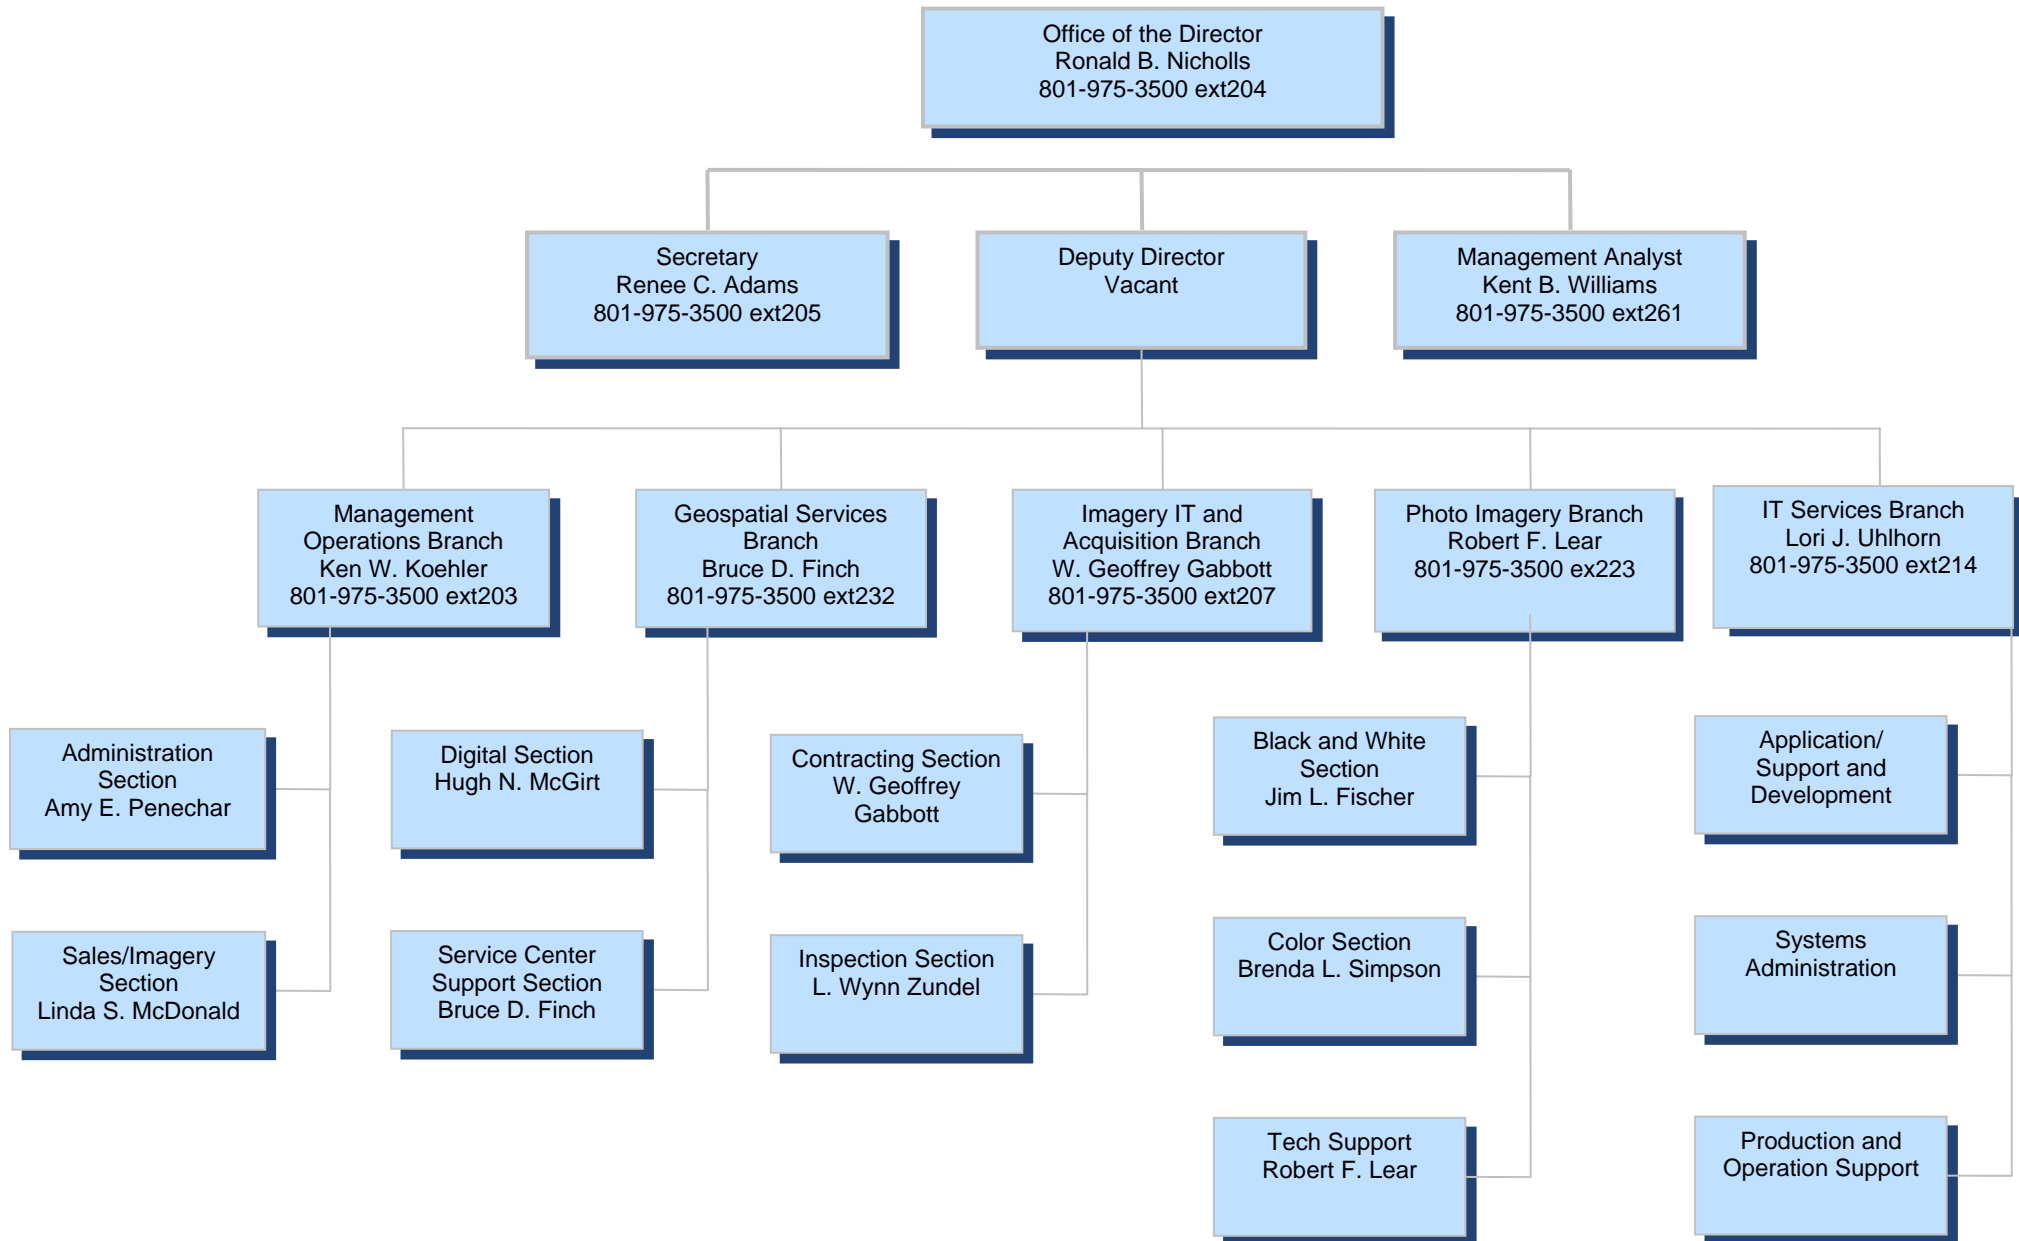 Office of the Director
Ronald B. Nicholls
801-975-3500 ext204
Secretary
Renee C. Adams
801-975-3500 ext205
Deputy Director
Vacant
Management Analyst
Kent B. Williams
801-975-3500 ext261
Management
Operations Branch
Ken W. Koehler
801-975-3500 ext203
Geospatial Services
Branch
Bruce D. Finch
801-975-3500 ext232
Imagery IT and
Acquisition Branch
W. Geoffrey Gabbott
801-975-3500 ext207
Photo Imagery Branch
Robert F. Lear
801-975-3500 ex223
IT Services Branch
Lori J. Uhlhorn
801-975-3500 ext214
Administration
Section
Amy E. Penechar
Digital Section
Hugh N. McGirt
Contracting Section
W. Geoffrey
Gabbott
Black and White
Section
Jim L. Fischer
Application/
Support and
Development
Sales/Imagery
Section
Linda S. McDonald
Service Center
Support Section
Bruce D. Finch
Inspection Section
L. Wynn Zundel
Color Section
Brenda L. Simpson
Systems
Administration
Tech Support
Robert F. Lear
Production and
Operation Support